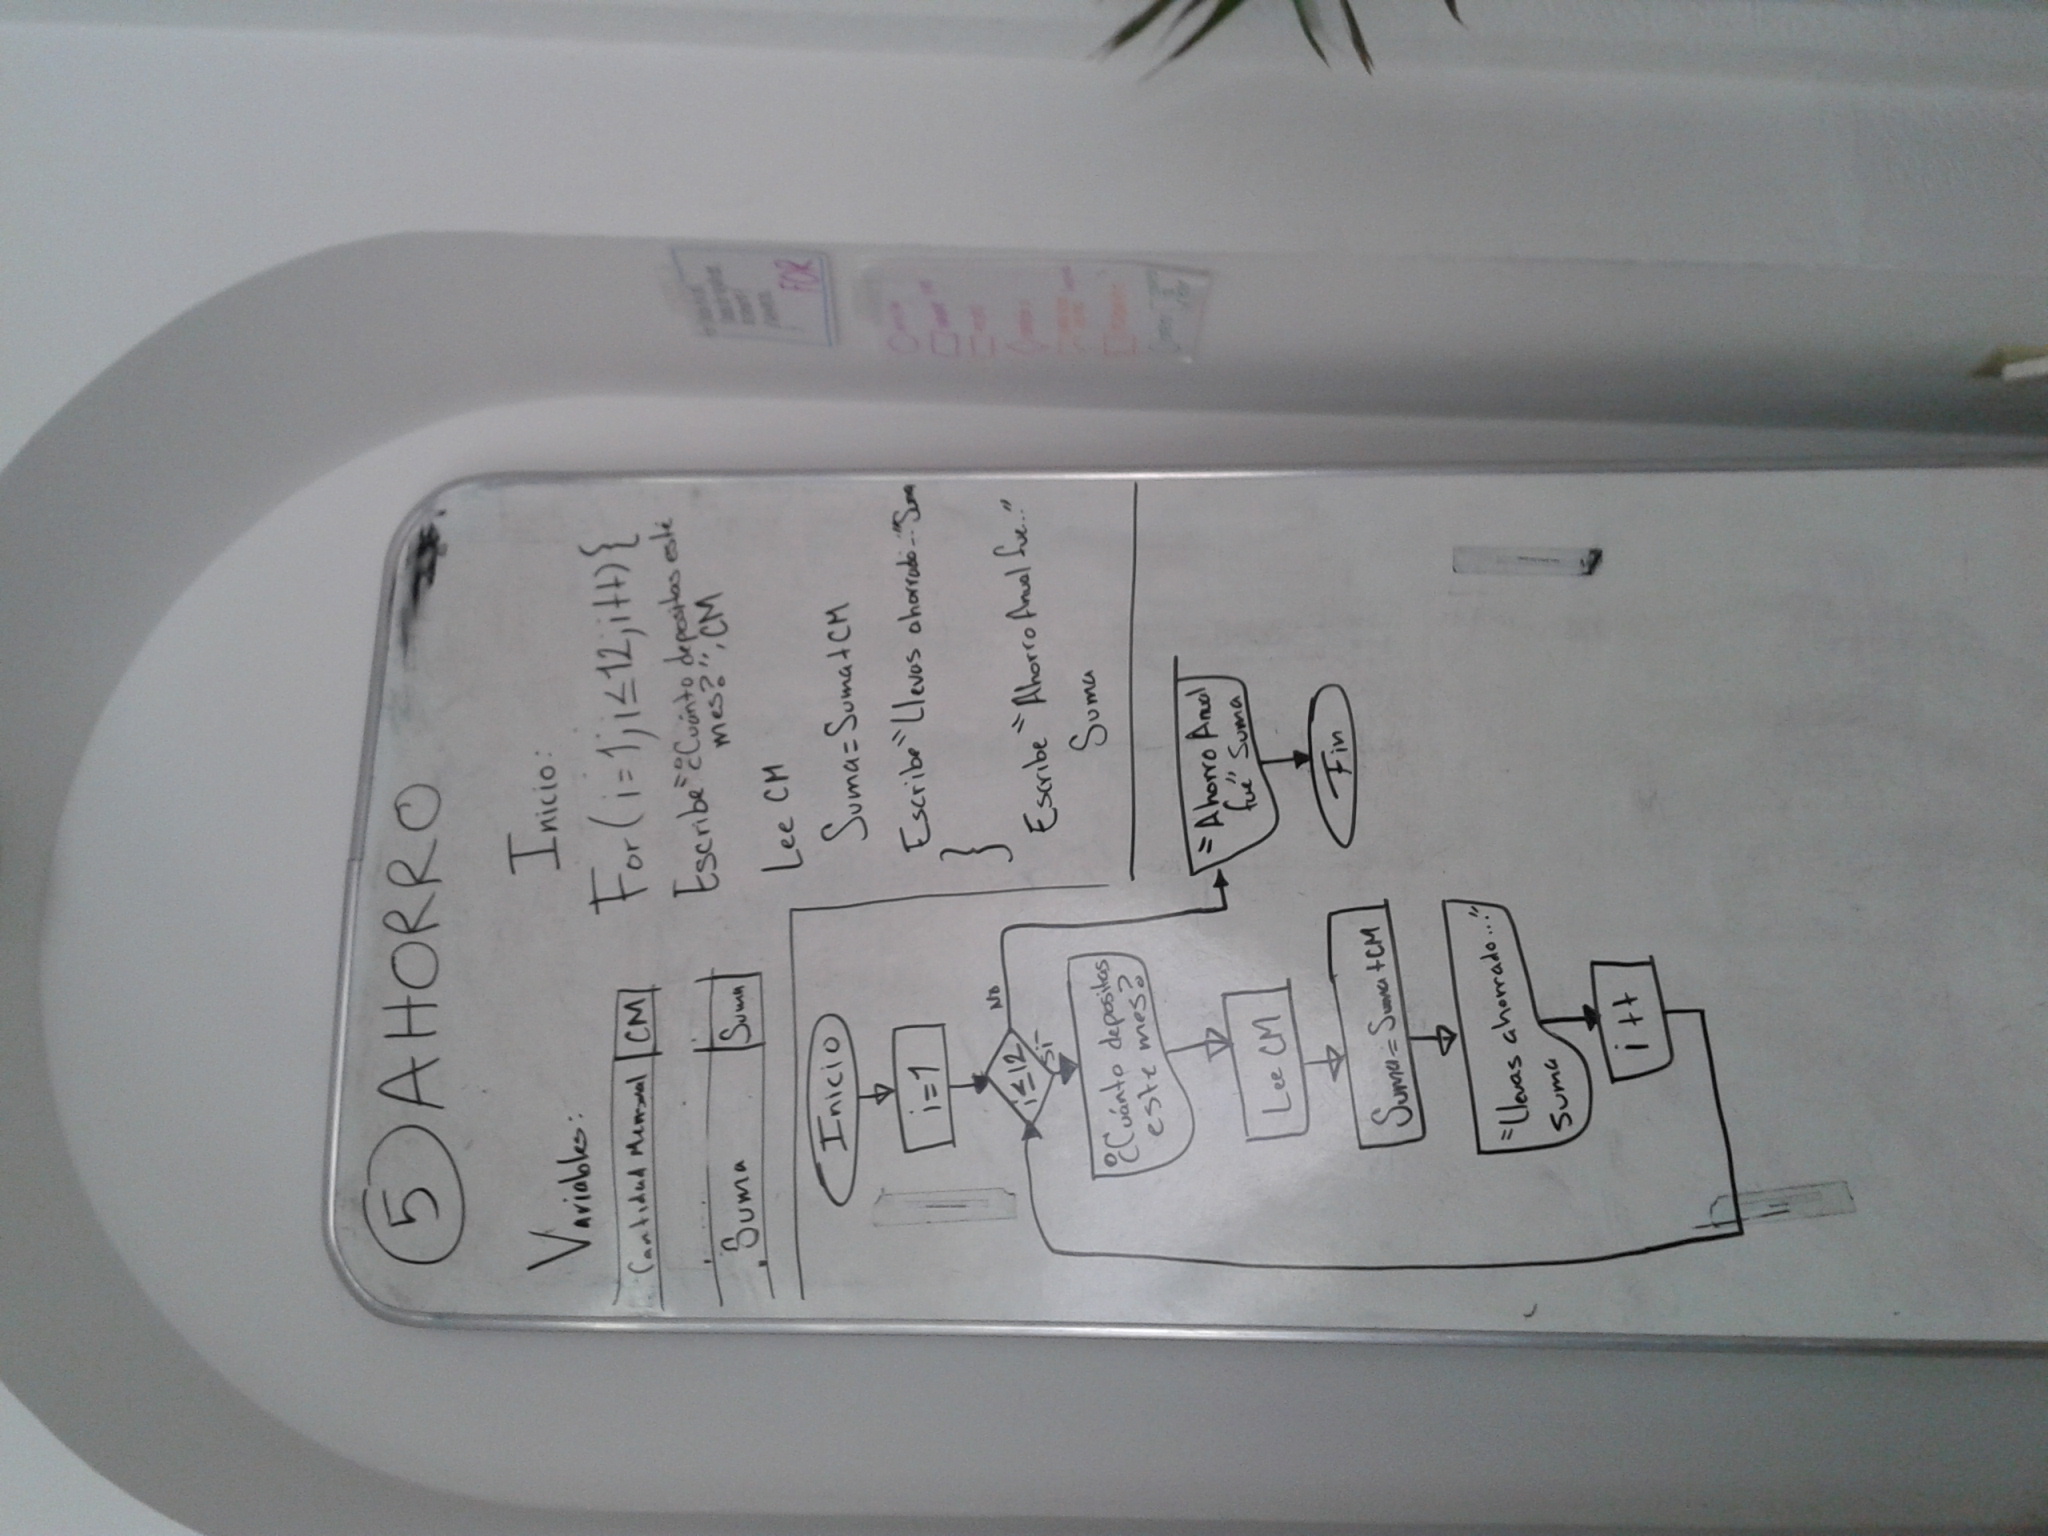 5 AHORRO
Variables:
Cantidad Mensual CM
Suma Suma
Inicio:
For(i=1;i≤12;i++){
Escribe "¿Cuánto depositas este
mes?", CM
Lee CM
Suma=Suma+CM
Escribe "Llevas ahorrado..." Suma
}
Escribe "Ahorro Anual fue..."
Suma
Inicio
i=1
i≤12
No
Si
¿Cuánto depositas
este mes?
Lee CM
Suma=Suma+CM
"Llevas ahorrado..."
Suma
i++
"Ahorro Anual
fue" Suma
Fin
FOR